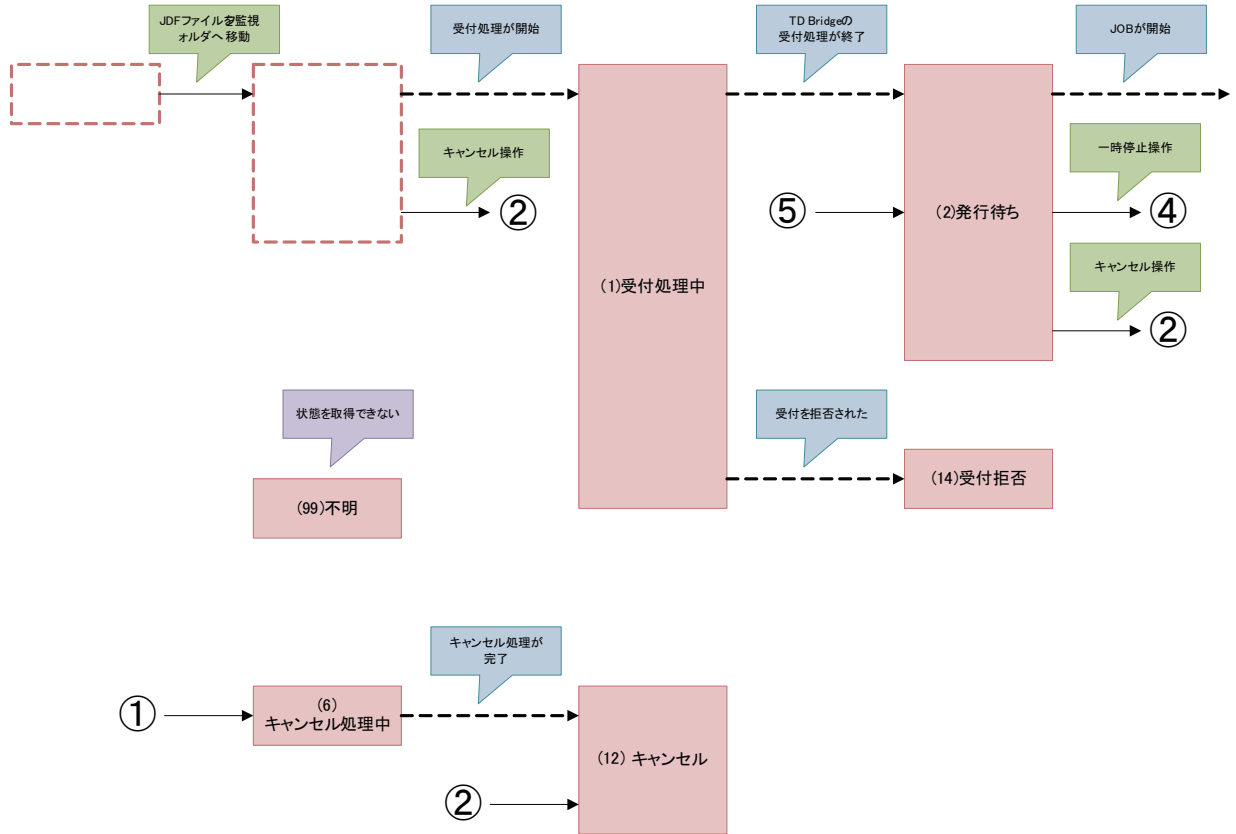 JDFファイルを監視
ォルダへ 移動
受付処理が開始
TD Bridgeの
受付処理が終了
JOBが開始
キャンセル操作
②
一時停止操作
⑤
(2)発行待ち
④
(1)受付処理中
キャンセル操作
②
状態を取得できない
受付を拒否された
(99)不明
(14)受付拒否
キャンセル処理が
完了
①
(6)
キャンセル処理中
(12) キャンセル
②